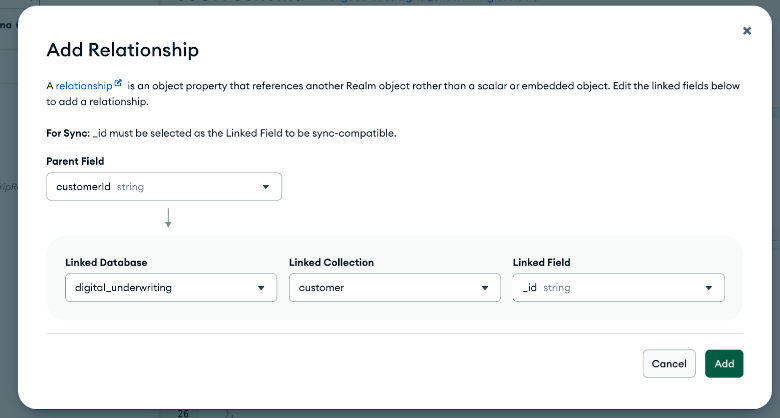 ma
×
Add Relationship
A relationship is an object property that references another Realm object rather than a scalar or embedded object. Edit the linked fields below
to add a relationship.
For Sync: _id must be selected as the Linked Field to be sync-compatible.
Parent Field
customerId string
Linked Database Linked Collection Linked Field
digital_underwriting customer _id string
Cancel Add
26 },